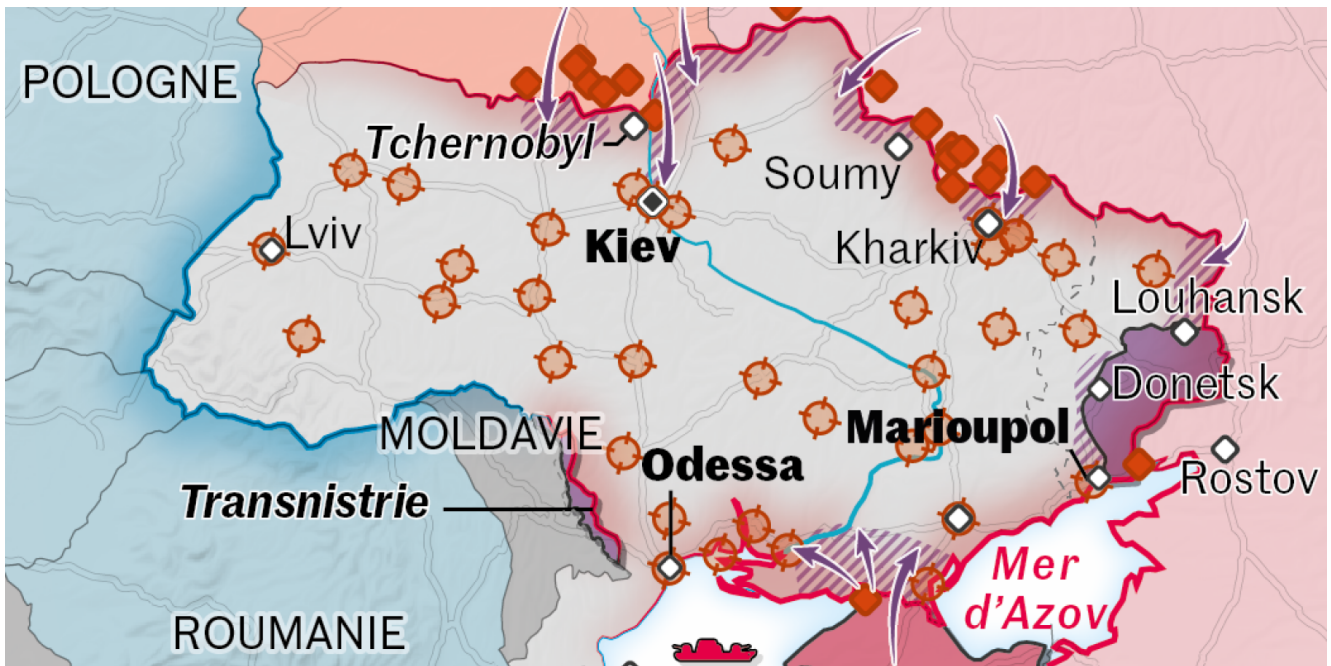 POLOGNE
Tchernobyl
Soumy
Lviv
Kiev
Kharkiv
Louhansk
Donetsk
MOLDAVIE
Marioupol
Odessa
Rostov
Transnistrie
Mer
d'Azov
ROUMANIE